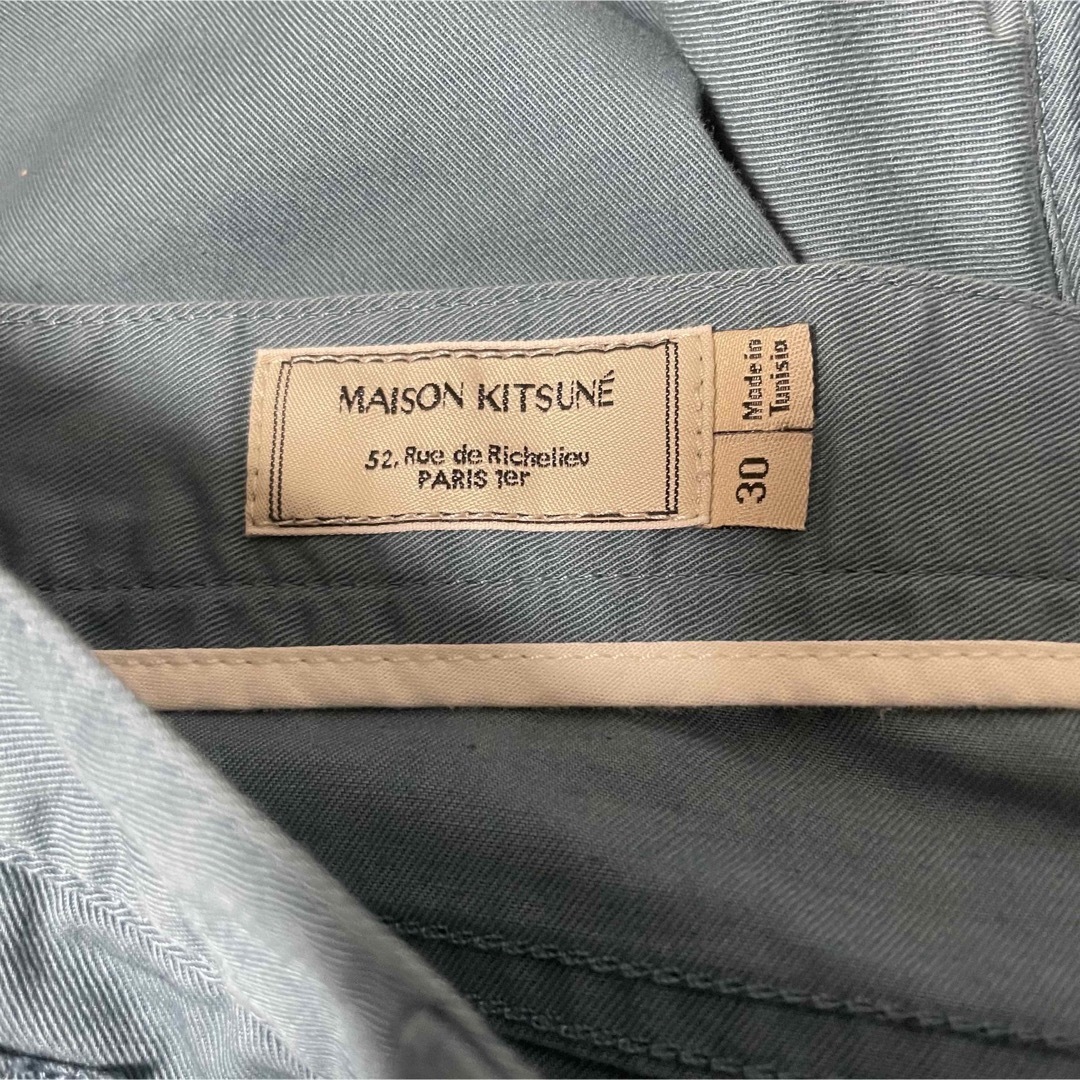 MAISON KITSUNÉ
52, Rue de Richelieu
PARIS 1er
Made in
Tunisia
30